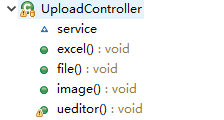 UploadController
service
excel() : void
file() : void
image() : void
ueditor() : void